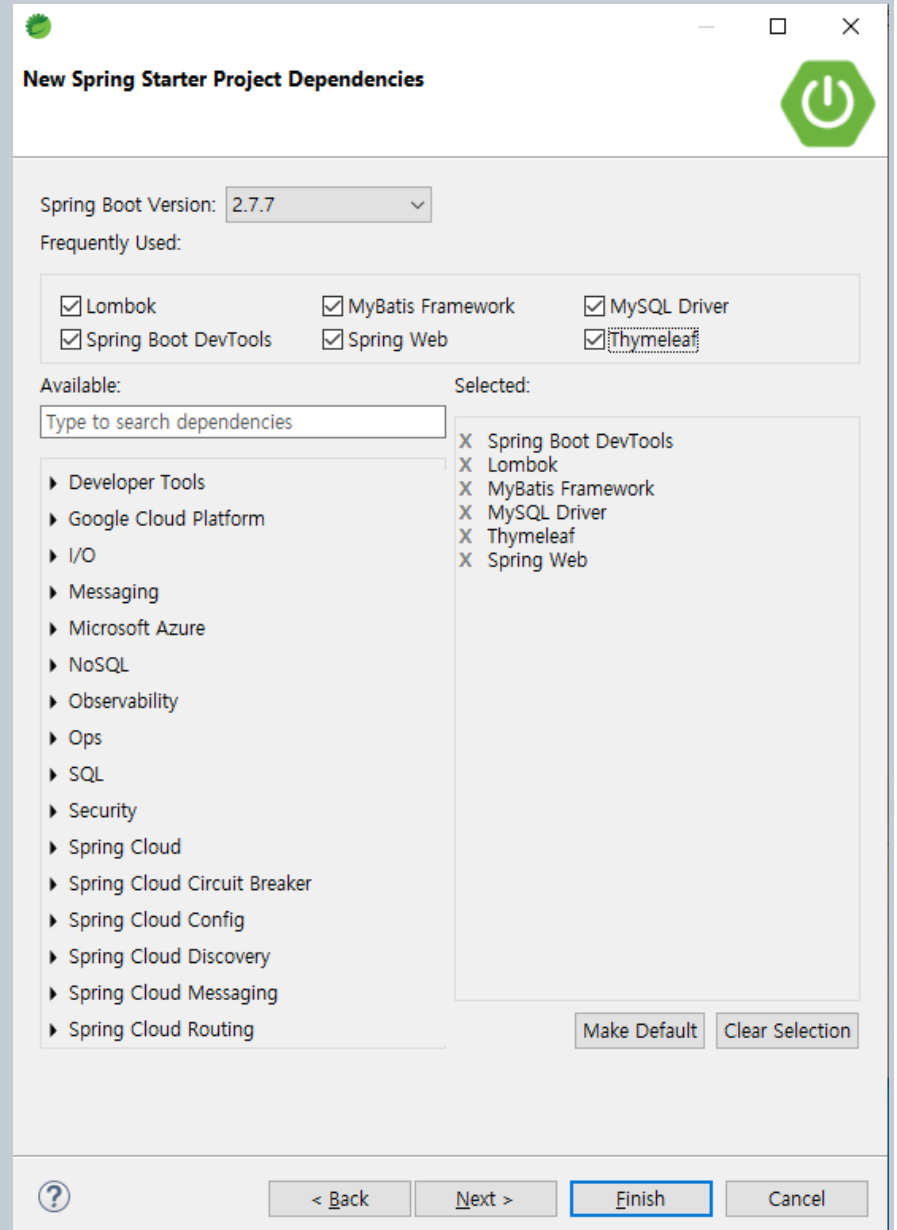 New Spring Starter Project Dependencies
Spring Boot Version: 2.7.7
Frequently Used:
Lombok MyBatis Framework MySQL Driver
Spring Boot DevTools Spring Web Thymeleaf
Available:
Type to search dependencies
Developer Tools
Google Cloud Platform
I/O
Messaging
Microsoft Azure
NoSQL
Observability
Ops
SQL
Security
Spring Cloud
Spring Cloud Circuit Breaker
Spring Cloud Config
Spring Cloud Discovery
Spring Cloud Messaging
Spring Cloud Routing
Selected:
X Spring Boot DevTools
X Lombok
X MyBatis Framework
X MySQL Driver
X Thymeleaf
X Spring Web
Make Default Clear Selection
? < Back Next > Finish Cancel